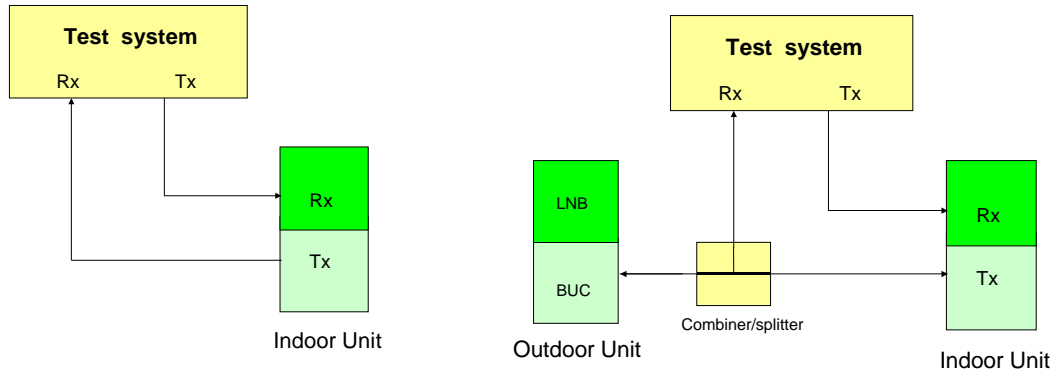 Test system
Rx Tx
Rx
Tx
Indoor Unit
Test system
Rx Tx
LNB
BUC
Outdoor Unit
Combiner/splitter
Rx
Tx
Indoor Unit